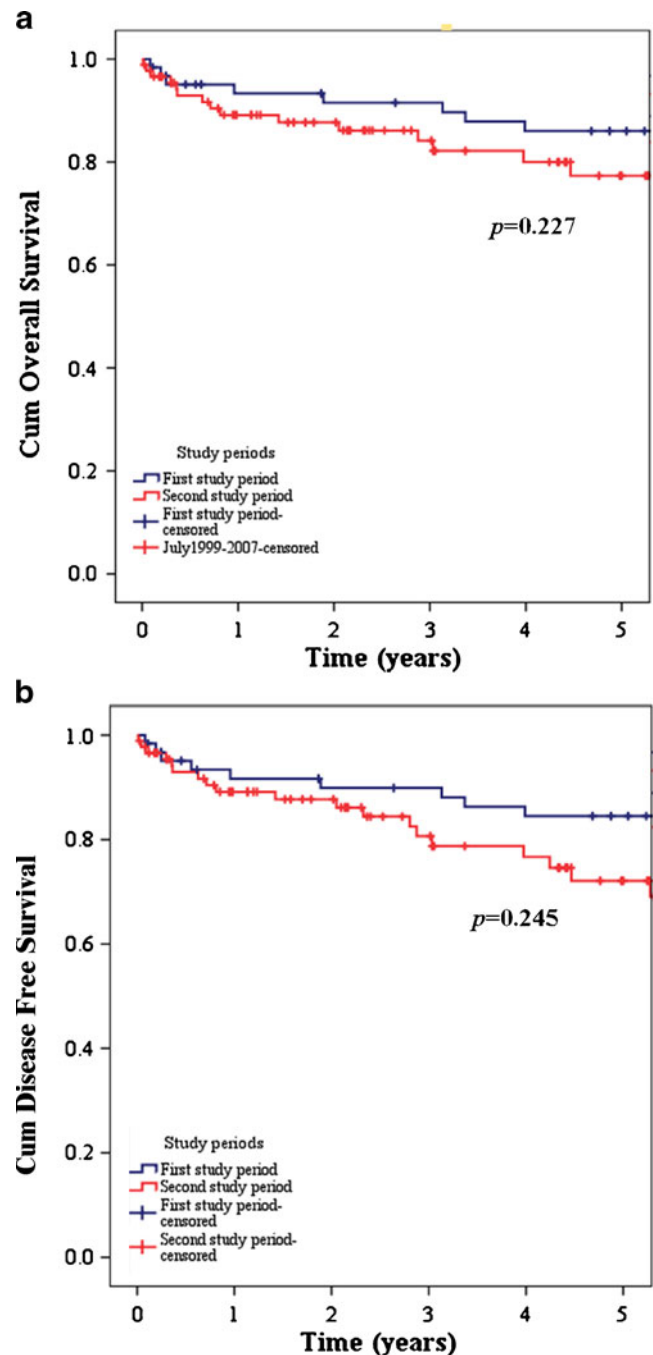 a
1.0
0.8
0.6
0.4
0.2
0.0
Cum Overall Survival
p=0.227
Study periods
First study period
Second study period
First study period-
censored
July1999-2007-censored
0 1 2 3 4 5
Time (years)
b
1.0
0.8
0.6
0.4
0.2
0.0
Cum Disease Free Survival
p=0.245
Study periods
First study period
Second study period
First study period-
censored
Second study period-
censored
0 1 2 3 4 5
Time (years)